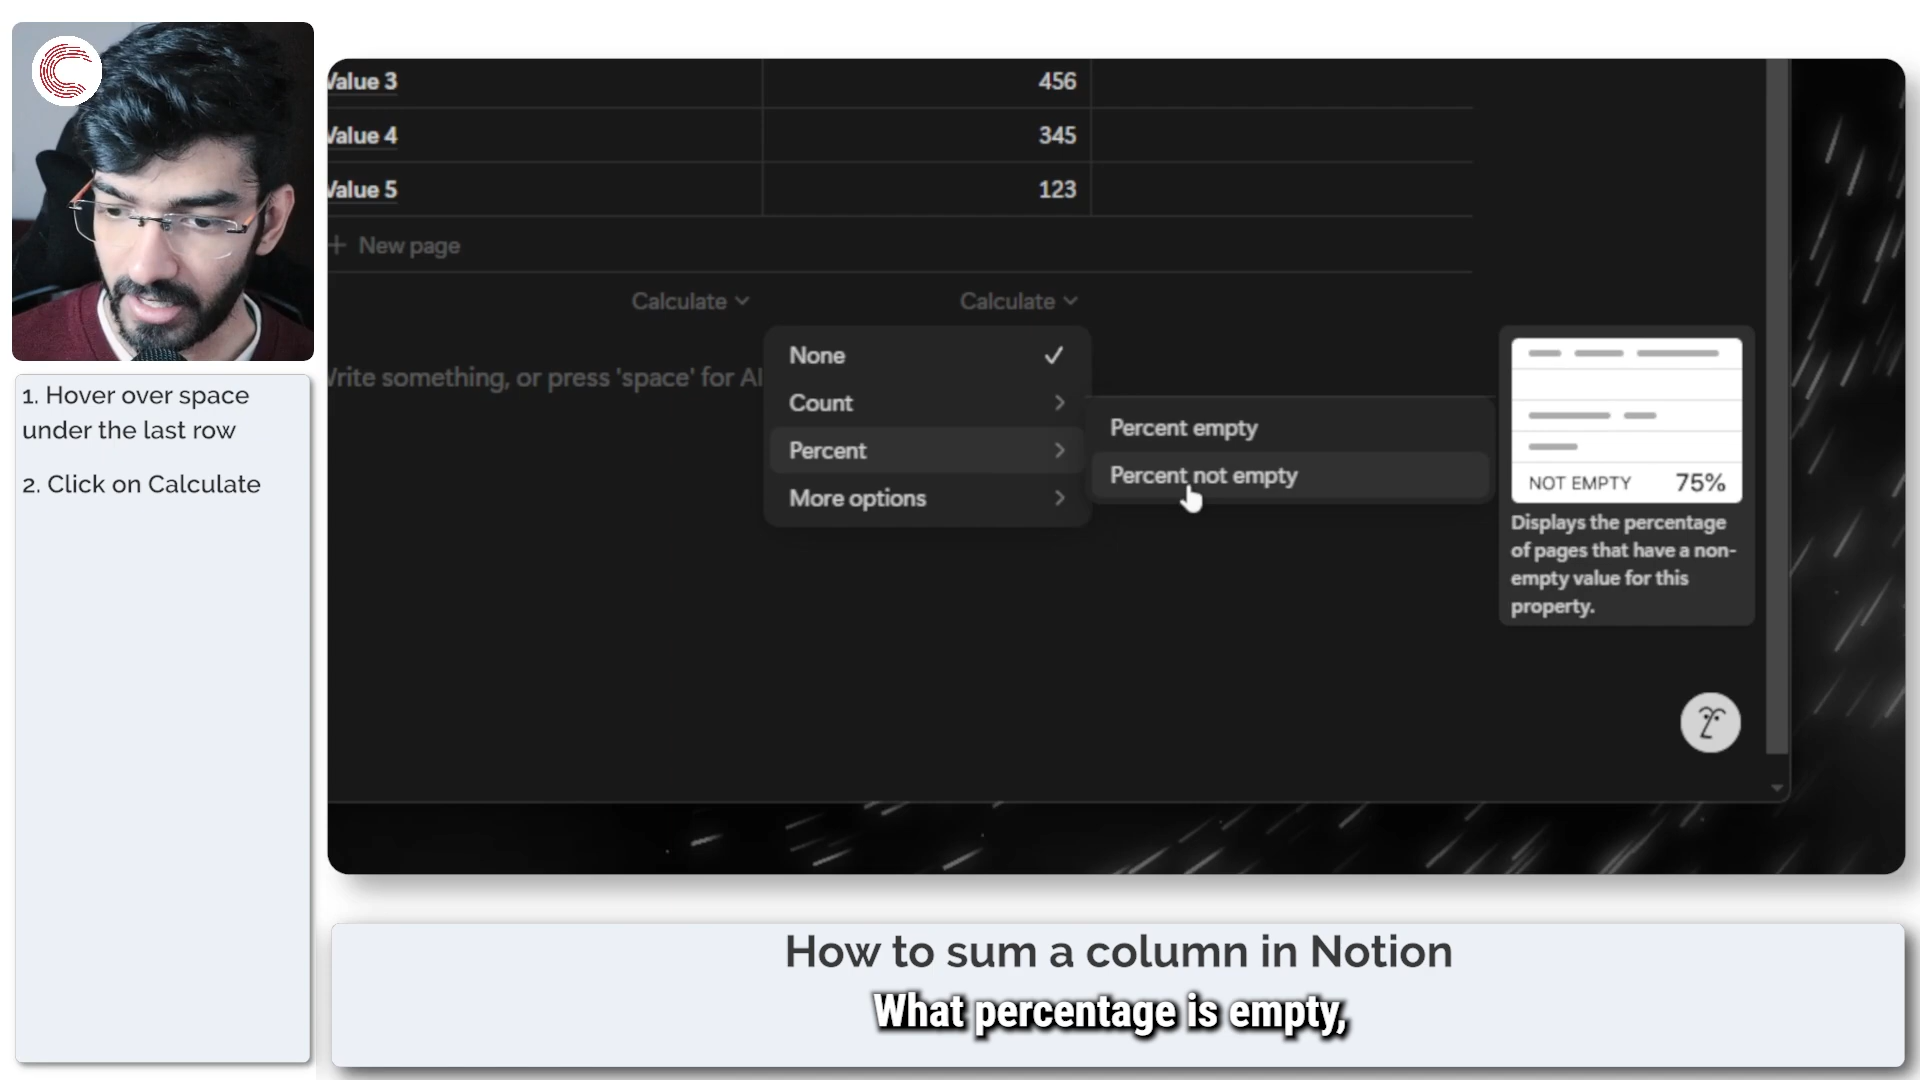 1. Hover over space
under the last row
2. Click on Calculate
Value 3 456
Value 4 345
Value 5 123
+ New page
Calculate Calculate
Write something, or press 'space' for AI
None
Count
Percent
More options
Percent empty
Percent not empty
NOT EMPTY 75%
Displays the percentage
of pages that have a non-
empty value for this
property.
How to sum a column in Notion
What percentage is empty,